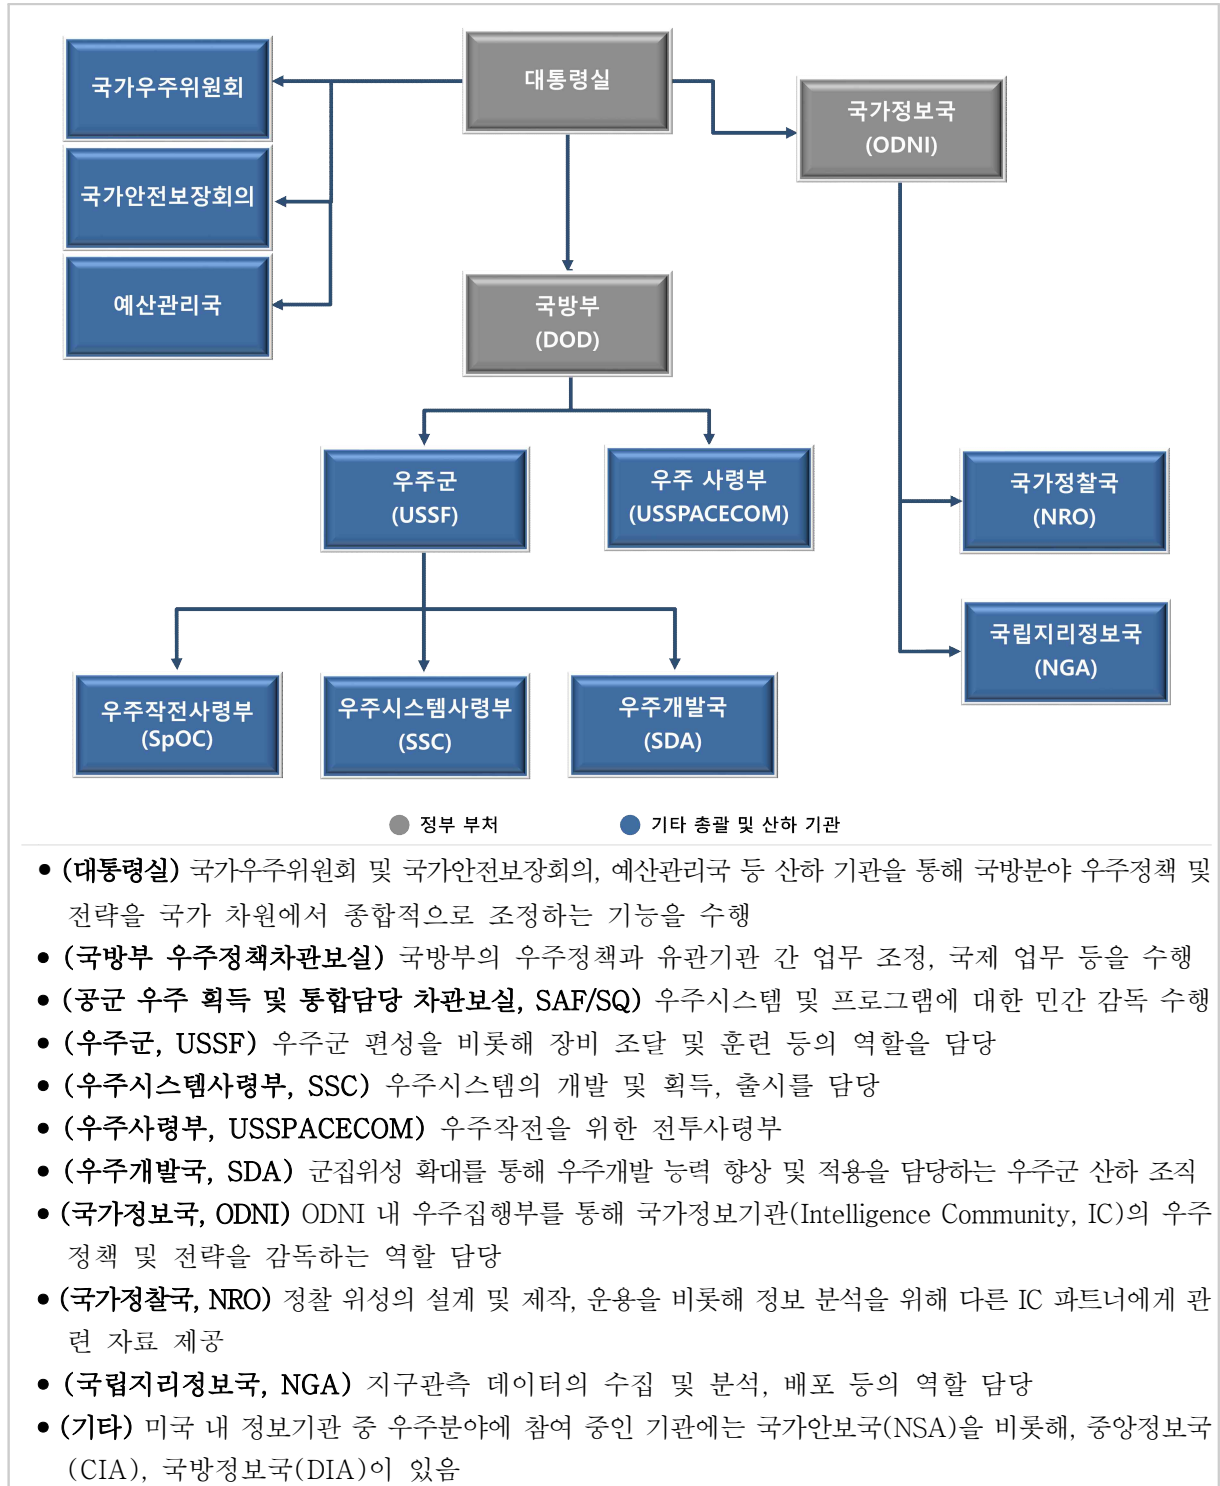 국가우주위원회
대통령실
국가정보국
(ODNI)
국가안전보장회의
예산관리국
국방부
(DOD)
우주군
(USSF)
우주 사령부
(USSPACECOM)
국가정찰국
(NRO)
국립지리정보국
(NGA)
우주작전사령부
(SpOC)
우주시스템사령부
(SSC)
우주개발국
(SDA)
정부 부처
기타 총괄 및 산하 기관
• (대통령실) 국가우주위원회 및 국가안전보장회의, 예산관리국 등 산하 기관을 통해 국방분야 우주정책 및
전략을 국가 차원에서 종합적으로 조정하는 기능을 수행
• (국방부 우주정책차관보실) 국방부의 우주정책과 유관기관 간 업무 조정, 국제 업무 등을 수행
• (공군 우주 획득 및 통합담당 차관보실, SAF/SQ) 우주시스템 및 프로그램에 대한 민간 감독 수행
• (우주군, USSF) 우주군 편성을 비롯해 장비 조달 및 훈련 등의 역할을 담당
• (우주시스템사령부, SSC) 우주시스템의 개발 및 획득, 출시를 담당
• (우주사령부, USSPACECOM) 우주작전을 위한 전투사령부
• (우주개발국, SDA) 군집위성 확대를 통해 우주개발 능력 향상 및 적용을 담당하는 우주군 산하 조직
• (국가정보국, ODNI) ODNI 내 우주집행부를 통해 국가정보기관(Intelligence Community, IC)의 우주
정책 및 전략을 감독하는 역할 담당
• (국가정찰국, NRO) 정찰 위성의 설계 및 제작, 운용을 비롯해 정보 분석을 위해 다른 IC 파트너에게 관
련 자료 제공
• (국립지리정보국, NGA) 지구관측 데이터의 수집 및 분석, 배포 등의 역할 담당
• (기타) 미국 내 정보기관 중 우주분야에 참여 중인 기관에는 국가안보국(NSA)을 비롯해, 중앙정보국
(CIA), 국방정보국(DIA)이 있음